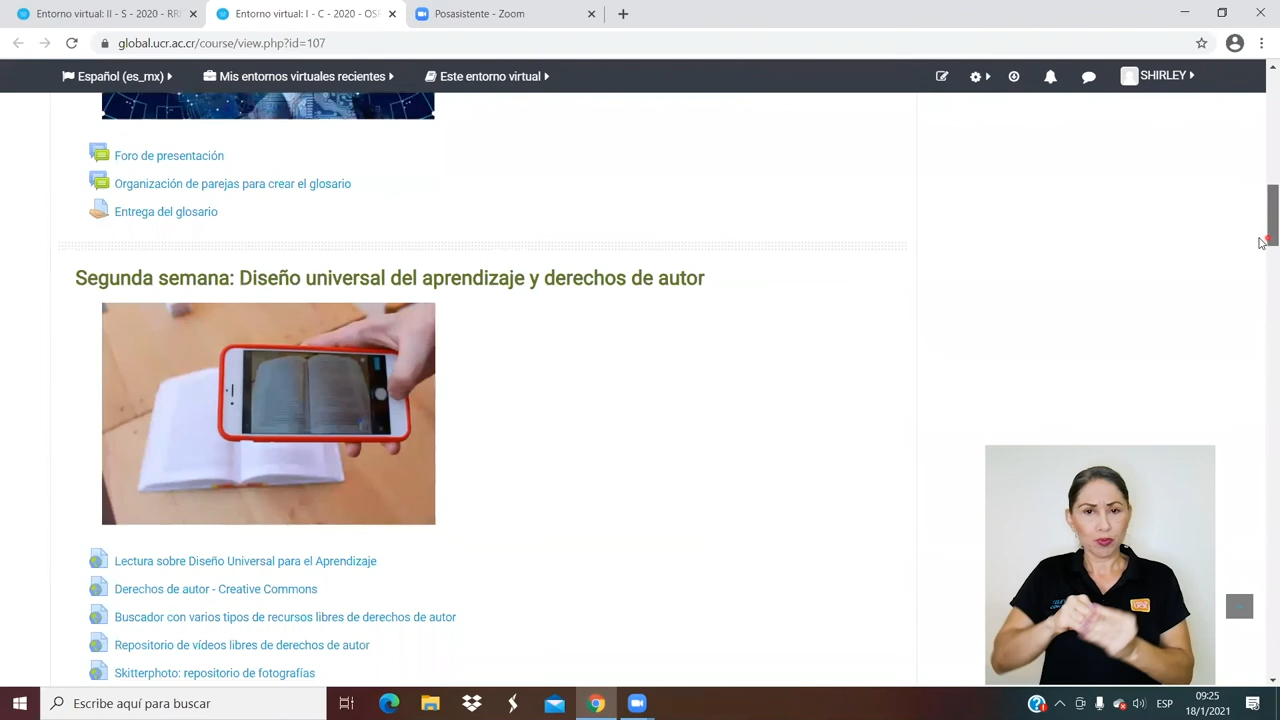 Entorno virtual: II - S - 2020 - RRI
Entorno virtual: I - C - 2020 - OSF
Posasistente - Zoom
global.ucr.ac.cr/course/view.php?id=107
Español (es_mx)
Mis entornos virtuales recientes
Este entorno virtual
SHIRLEY
Foro de presentación
Organización de parejas para crear el glosario
Entrega del glosario
Segunda semana: Diseño universal del aprendizaje y derechos de autor
Lectura sobre Diseño Universal para el Aprendizaje
Derechos de autor - Creative Commons
Buscador con varios tipos de recursos libres de derechos de autor
Repositorio de vídeos libres de derechos de autor
Skitterphoto: repositorio de fotografías
Escribe aquí para buscar
ESP
09:25
18/1/2021